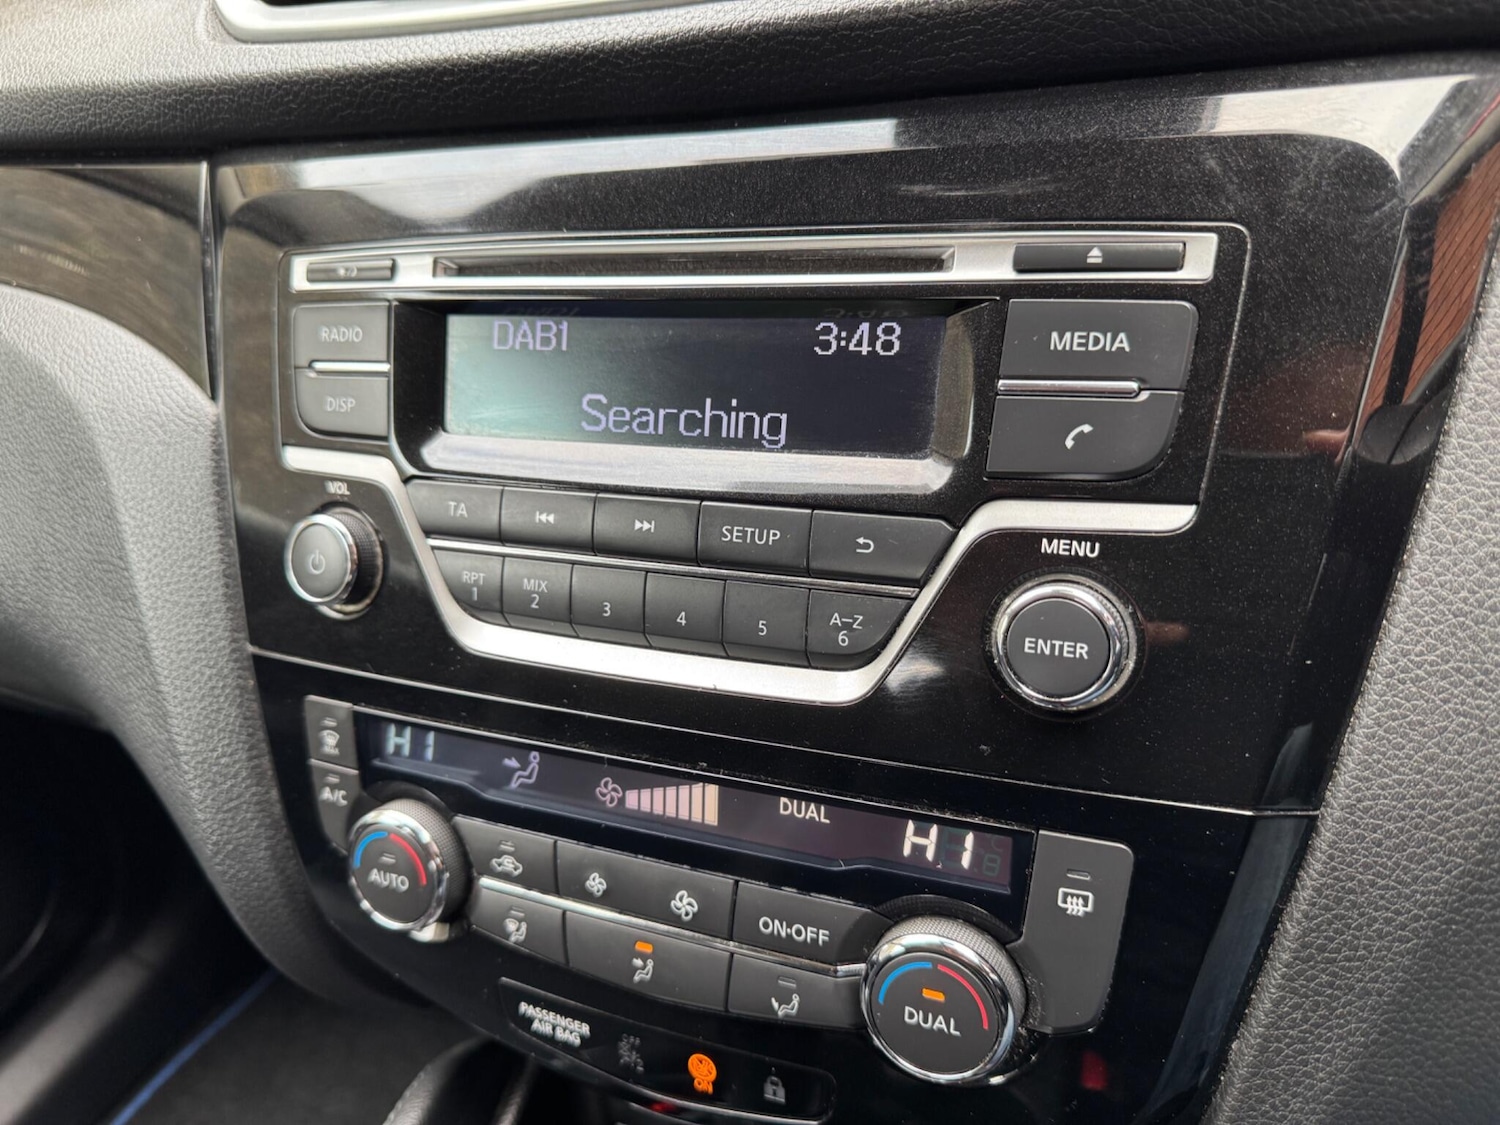 RADIO
DISP
DAB1 3:48
Searching
MEDIA
VOL
TA
SETUP
MENU
RPT
1
MIX
2
3
4
5
A-Z
6
ENTER
H1
DUAL
H1
A/C
AUTO
ON·OFF
DUAL
PASSENGER
AIR BAG
ON